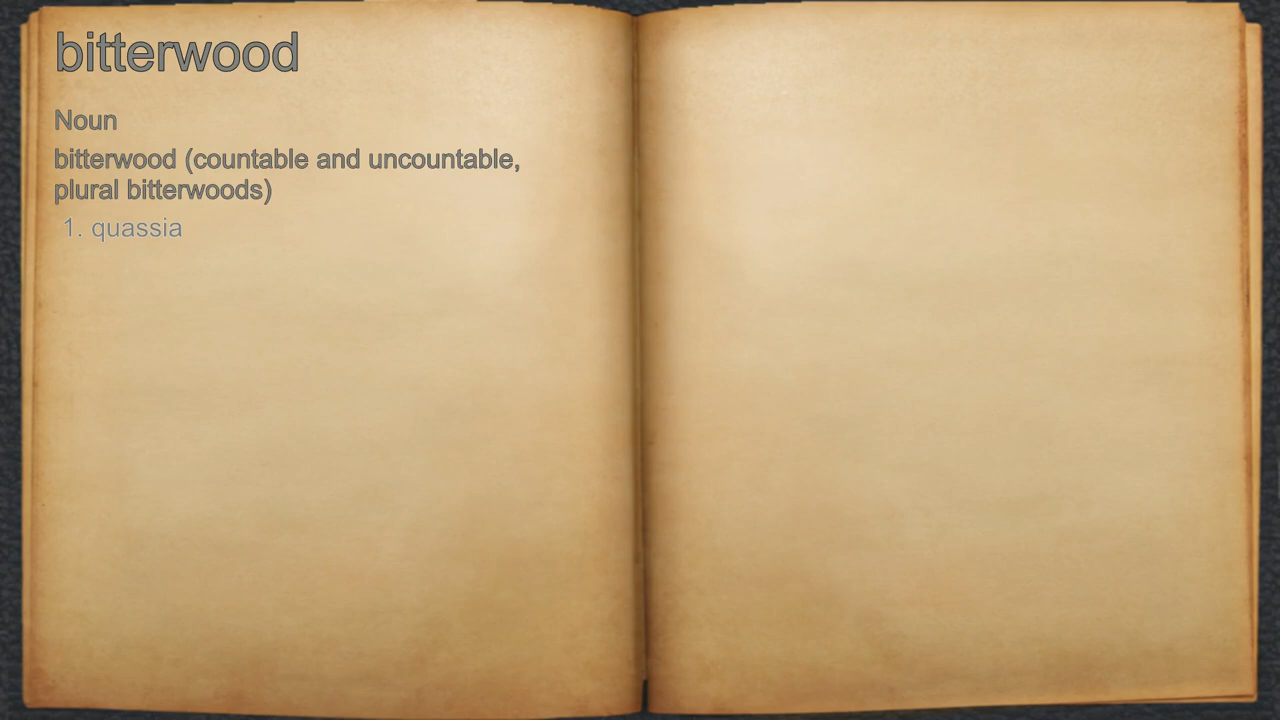 bitterwood
Noun
bitterwood (countable and uncountable,
plural bitterwoods)
1. quassia